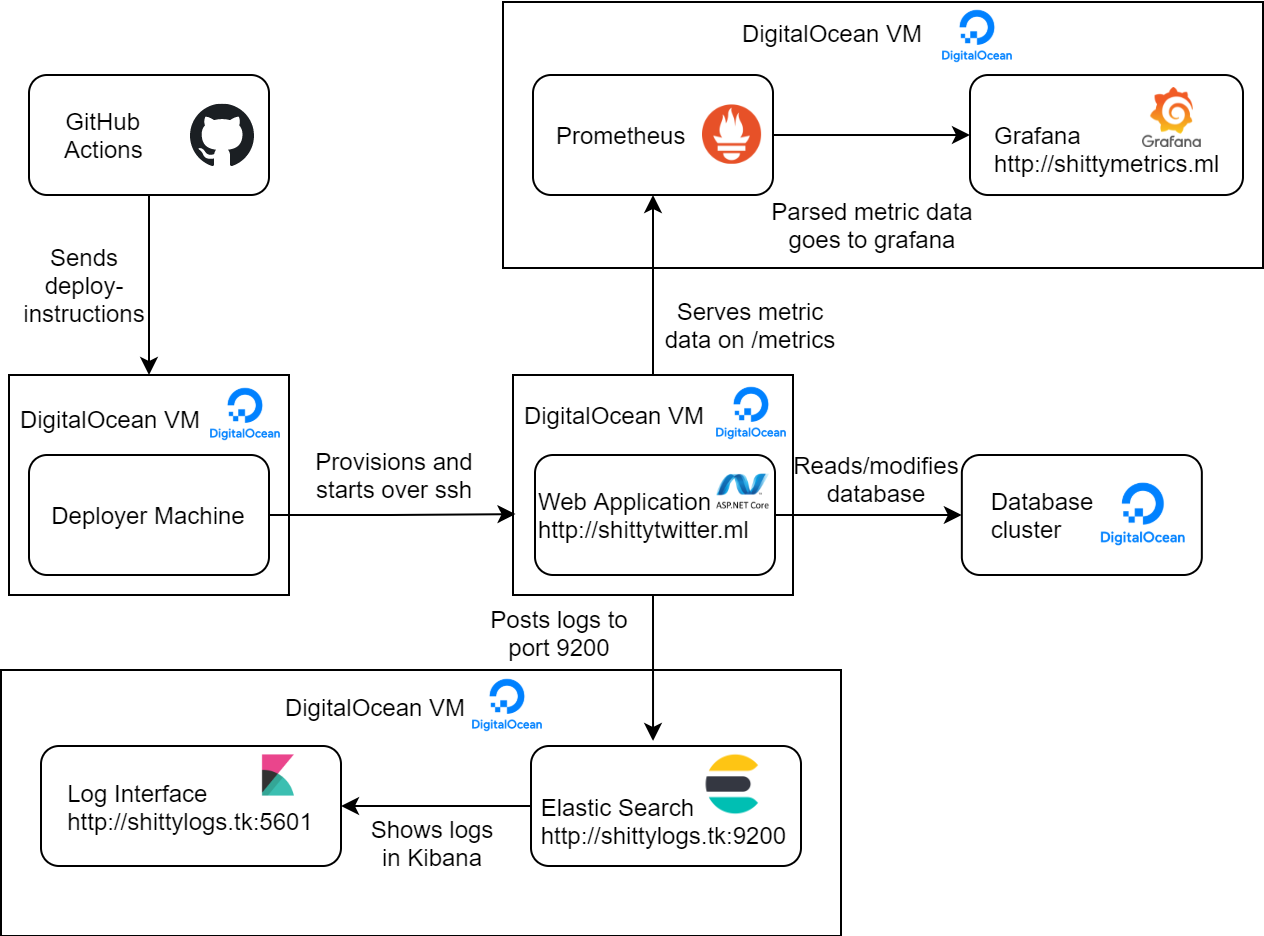 DigitalOcean VM
DigitalOcean
GitHub
Actions
Prometheus
Grafana
Grafana
http://shittymetrics.ml
Parsed metric data
goes to grafana
Sends
deploy-
instructions
Serves metric
data on /metrics
DigitalOcean VM
DigitalOcean
Deployer Machine
Provisions and
starts over ssh
DigitalOcean VM
DigitalOcean
Web Application
ASP.NET Core
http://shittytwitter.ml
Reads/modifies
database
Database
cluster
DigitalOcean
Posts logs to
port 9200
DigitalOcean VM
DigitalOcean
Log Interface
http://shittylogs.tk:5601
Shows logs
in Kibana
Elastic Search
http://shittylogs.tk:9200